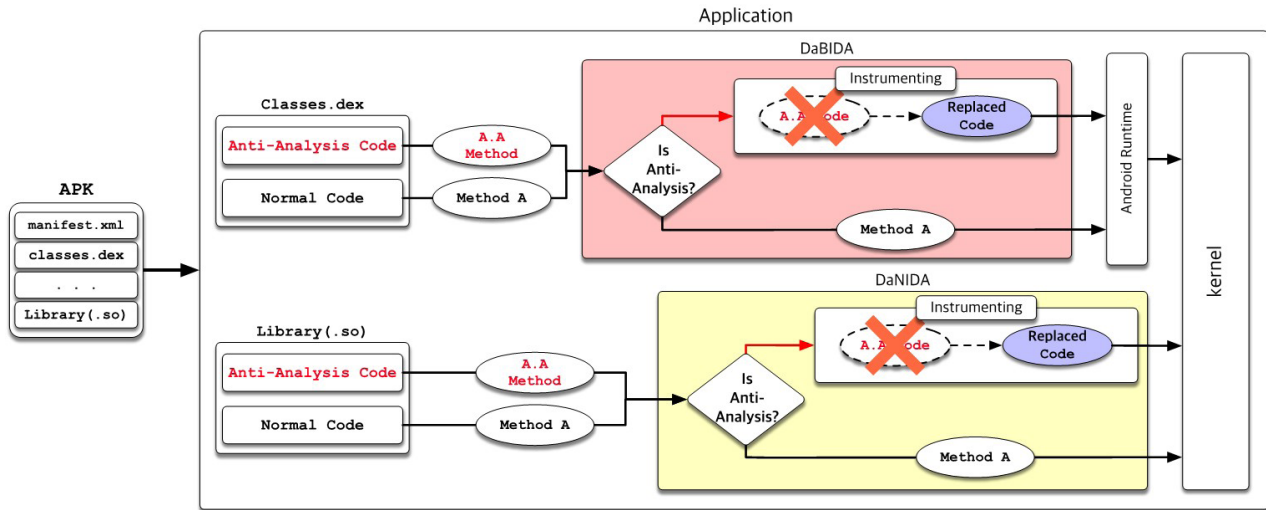 Application
APK
manifest.xml
classes.dex
. . .
Library(.so)
Classes.dex
Anti-Analysis Code
Normal Code
A.A
Method
Method A
DaBIDA
Is
Anti-
Analysis?
Instrumenting
A.A Code
Replaced
Code
Method A
Android Runtime
kernel
Library(.so)
Anti-Analysis Code
Normal Code
A.A
Method
Method A
DaNIDA
Is
Anti-
Analysis?
Instrumenting
A.A Code
Replaced
Code
Method A